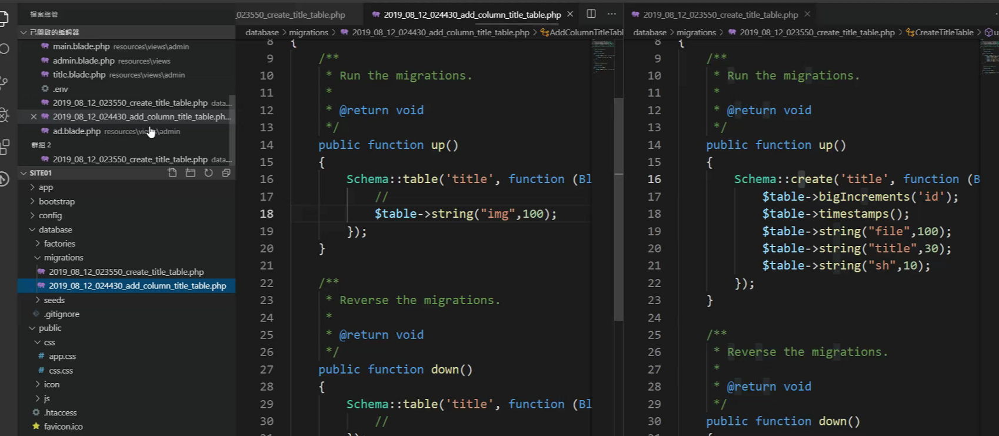 檔案總管
已開啟的編輯器
main.blade.php resources\views\admin
admin.blade.php resources\views
title.blade.php resources\views\admin
.env
2019_08_12_023550_create_title_table.php data...
2019_08_12_024430_add_column_title_table.ph...
ad.blade.php resources\views\admin
群組 2
2019_08_12_023550_create_title_table.php data...
SITE01
app
bootstrap
config
database
factories
migrations
2019_08_12_023550_create_title_table.php
2019_08_12_024430_add_column_title_table.php
seeds
.gitignore
public
css
# app.css
# css.css
icon
js
.htaccess
favicon.ico
_023550_create_title_table.php
2019_08_12_024430_add_column_title_table.php
database > migrations > 2019_08_12_024430_add_column_title_table.php > AddColumnTitleTabl
8 {
9 /**
10 * Run the migrations.
11 *
12 * @return void
13 */
14 public function up()
15 {
16 Schema::table('title', function (Bl
17 //
18 $table->string("img",100);
19 });
20 }
21
22 /**
23 * Reverse the migrations.
24 *
25 * @return void
26 */
27 public function down()
28 {
29 Schema::table('title', function (Bl
30 //
31 });
2019_08_12_023550_create_title_table.php
database > migrations > 2019_08_12_023550_create_title_table.php > CreateTitleTable > u
8 {
9 /**
10 * Run the migrations.
11 *
12 * @return void
13 */
14 public function up()
15 {
16 Schema::create('title', function (B
17 $table->bigIncrements('id');
18 $table->timestamps();
19 $table->string("file",100);
20 $table->string("title",30);
21 $table->string("sh",10);
22 });
23 }
24
25 /**
26 * Reverse the migrations.
27 *
28 * @return void
29 */
30 public function down()
31 {